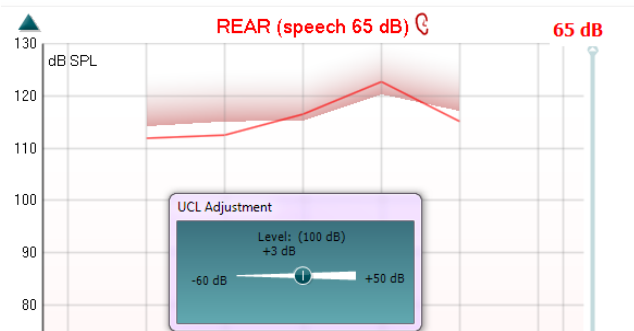 REAR (speech 65 dB)
65 dB
130
dB SPL
120
110
100
UCL Adjustment
Level: (100 dB)
+3 dB
90
-60 dB
+50 dB
80